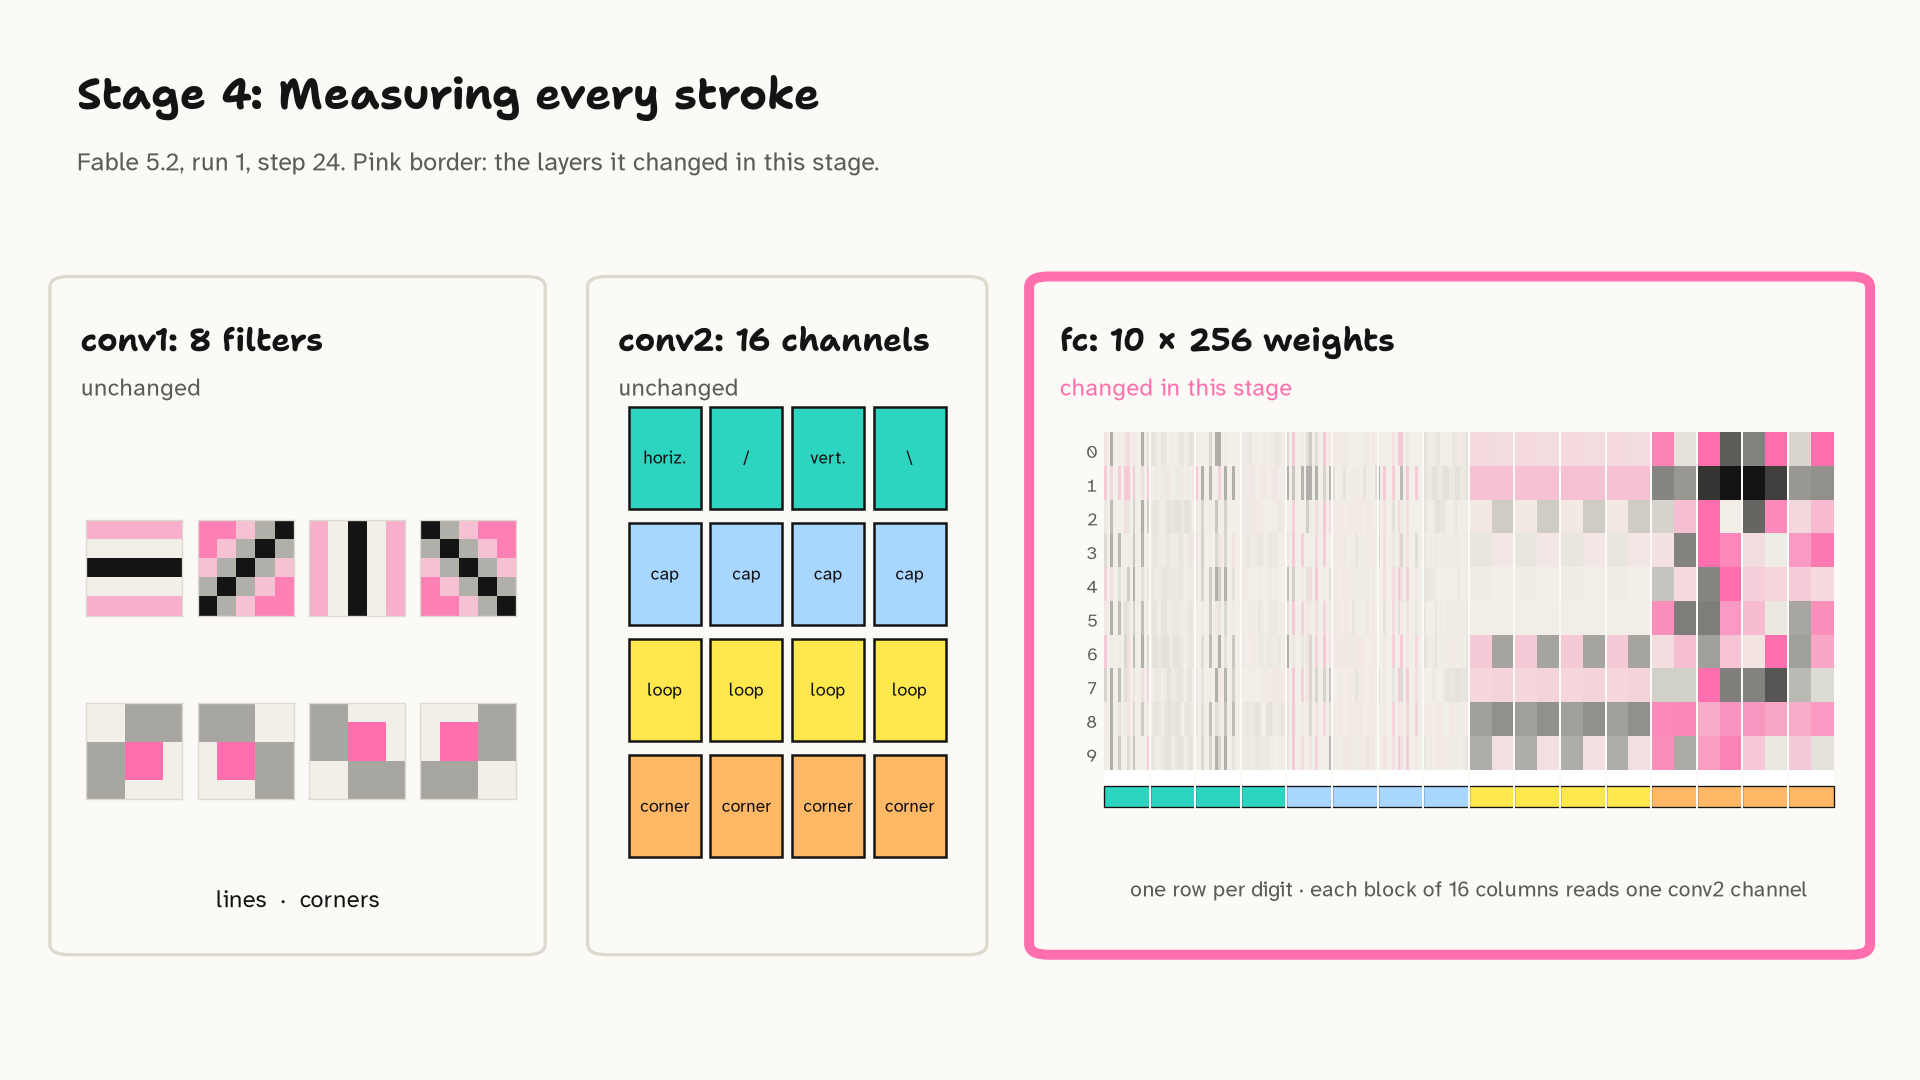 Stage 4: Measuring every stroke
Fable 5.2, run 1, step 24. Pink border: the layers it changed in this stage.
conv1: 8 filters
unchanged
lines · corners
conv2: 16 channels
unchanged
horiz. / vert. \
cap cap cap cap
loop loop loop loop
corner corner corner corner
fc: 10 × 256 weights
changed in this stage
0
1
2
3
4
5
6
7
8
9
one row per digit · each block of 16 columns reads one conv2 channel